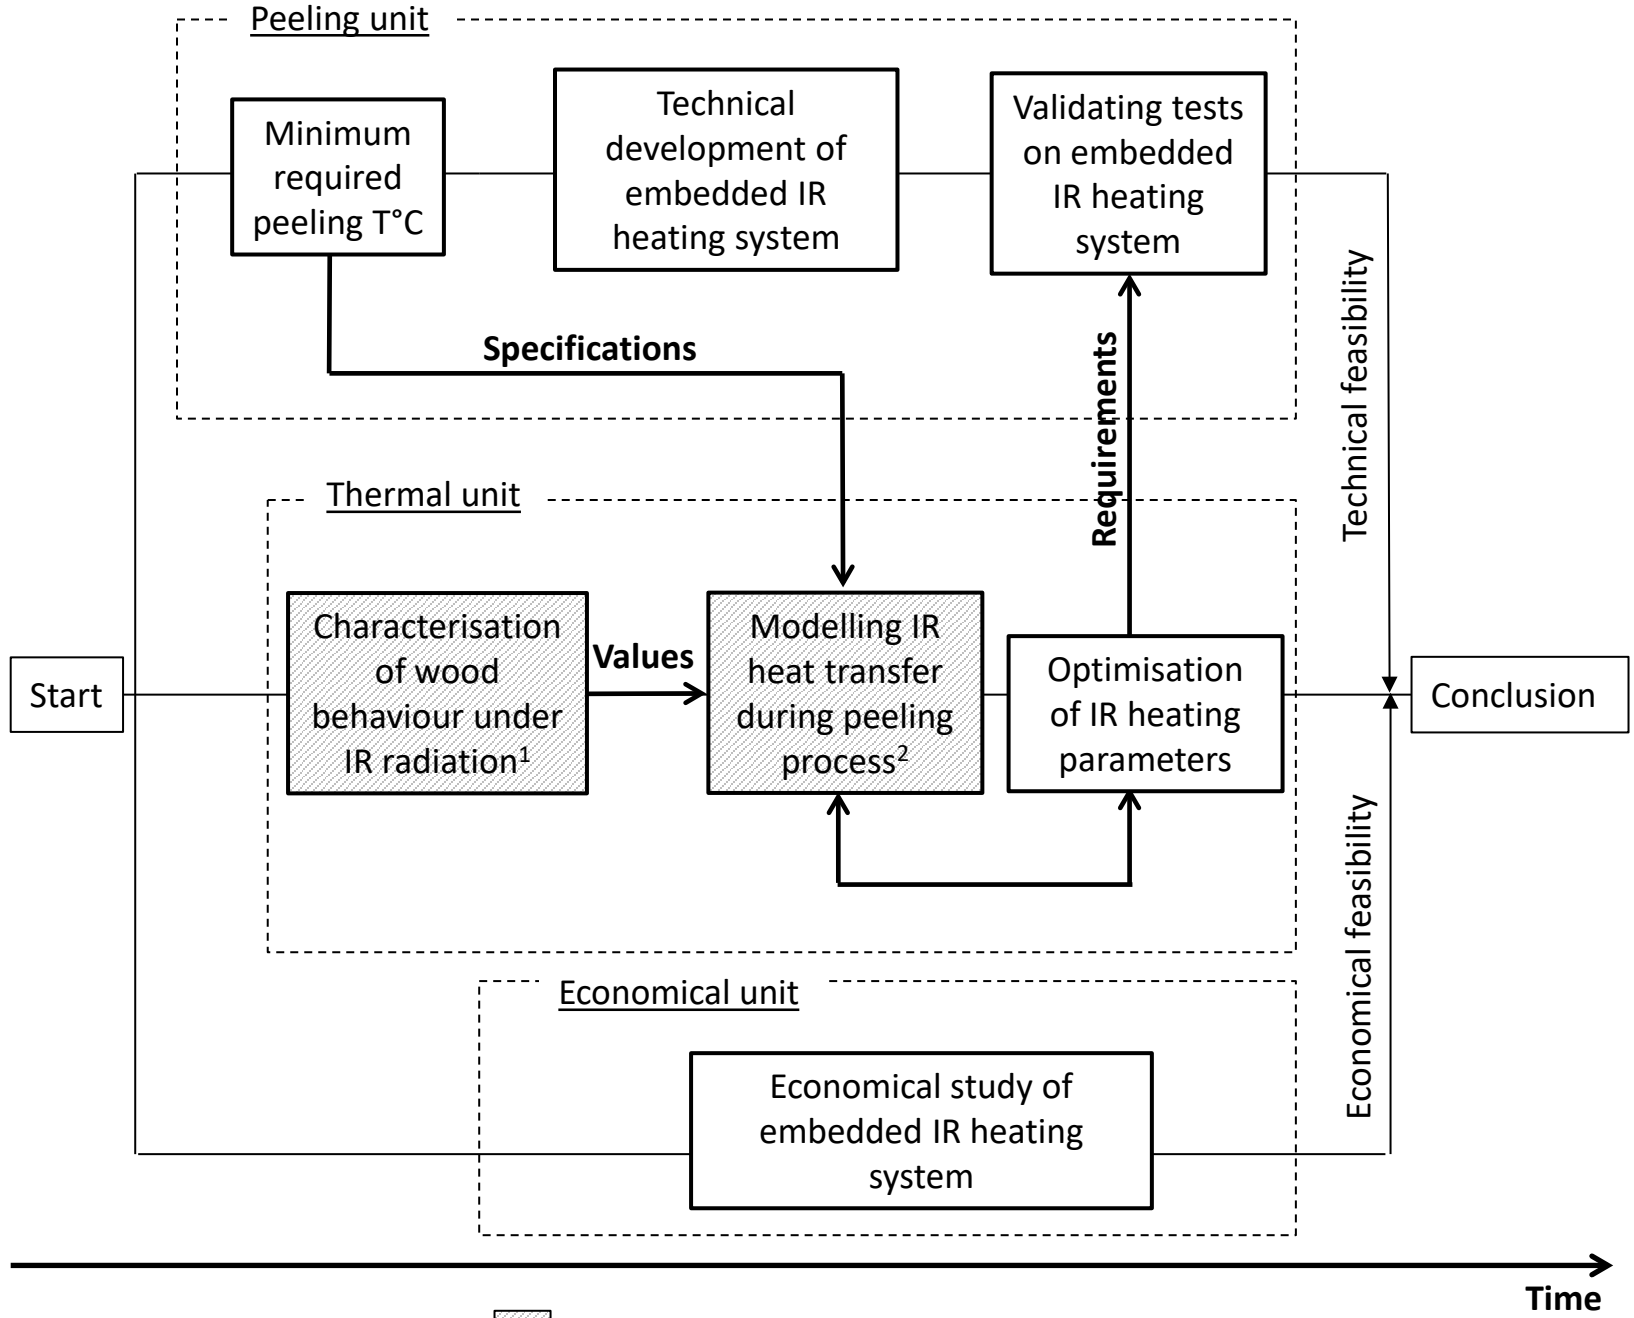 Peeling unit
Minimum
required
peeling T°C
Technical
development of
embedded IR
heating system
Validating tests
on embedded
IR heating
system
Specifications
Requirements
Technical feasibility
Thermal unit
Start
Characterisation
of wood
behaviour under
IR radiation1
Values
Modelling IR
heat transfer
during peeling
process2
Optimisation
of IR heating
parameters
Conclusion
Economical feasibility
Economical unit
Economical study of
embedded IR heating
system
Time